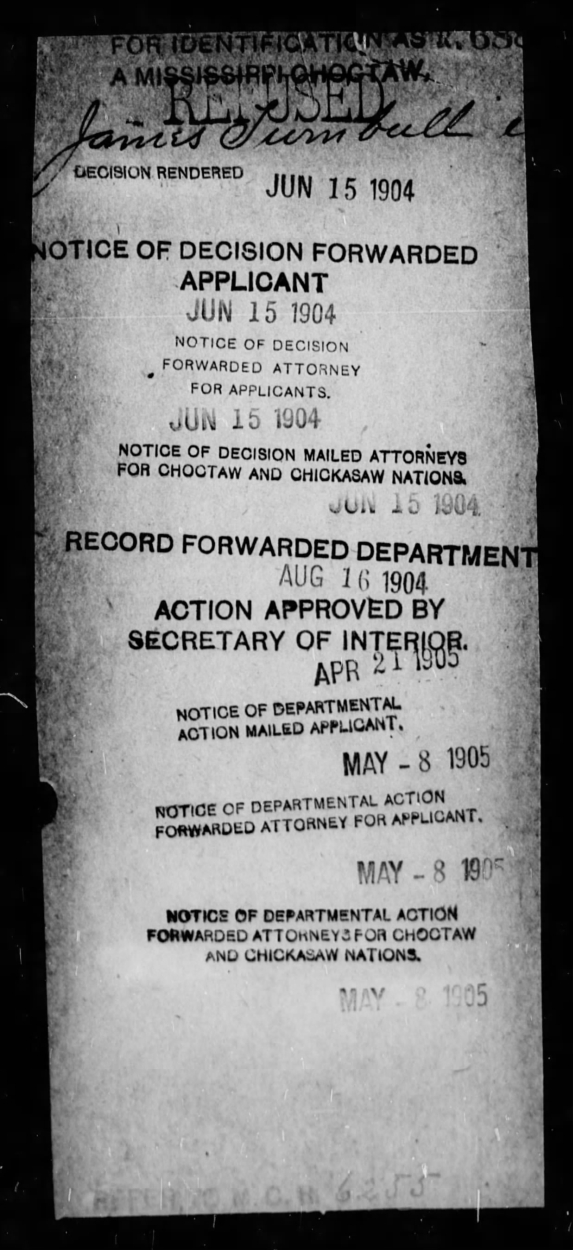 FOR IDENTIFICATION AS
A MISSISSIPPI CHOCTAW.
REFUSED
James Turnbull
DECISION RENDERED
JUN 15 1904
NOTICE OF DECISION FORWARDED
APPLICANT
JUN 15 1904
NOTICE OF DECISION
FORWARDED ATTORNEY
FOR APPLICANTS.
JUN 15 1904
NOTICE OF DECISION MAILED ATTORNEYS
FOR CHOCTAW AND CHICKASAW NATIONS.
JUN 15 1904
RECORD FORWARDED DEPARTMENT
AUG 16 1904
ACTION APPROVED BY
SECRETARY OF INTERIOR.
APR 21 1905
NOTICE OF DEPARTMENTAL
ACTION MAILED APPLICANT.
MAY - 8 1905
NOTICE OF DEPARTMENTAL ACTION
FORWARDED ATTORNEY FOR APPLICANT.
MAY - 8 1905
NOTICE OF DEPARTMENTAL ACTION
FORWARDED ATTORNEYS FOR CHOCTAW
AND CHICKASAW NATIONS.
MAY - 8 1905
REFER TO M.C.R. 6255